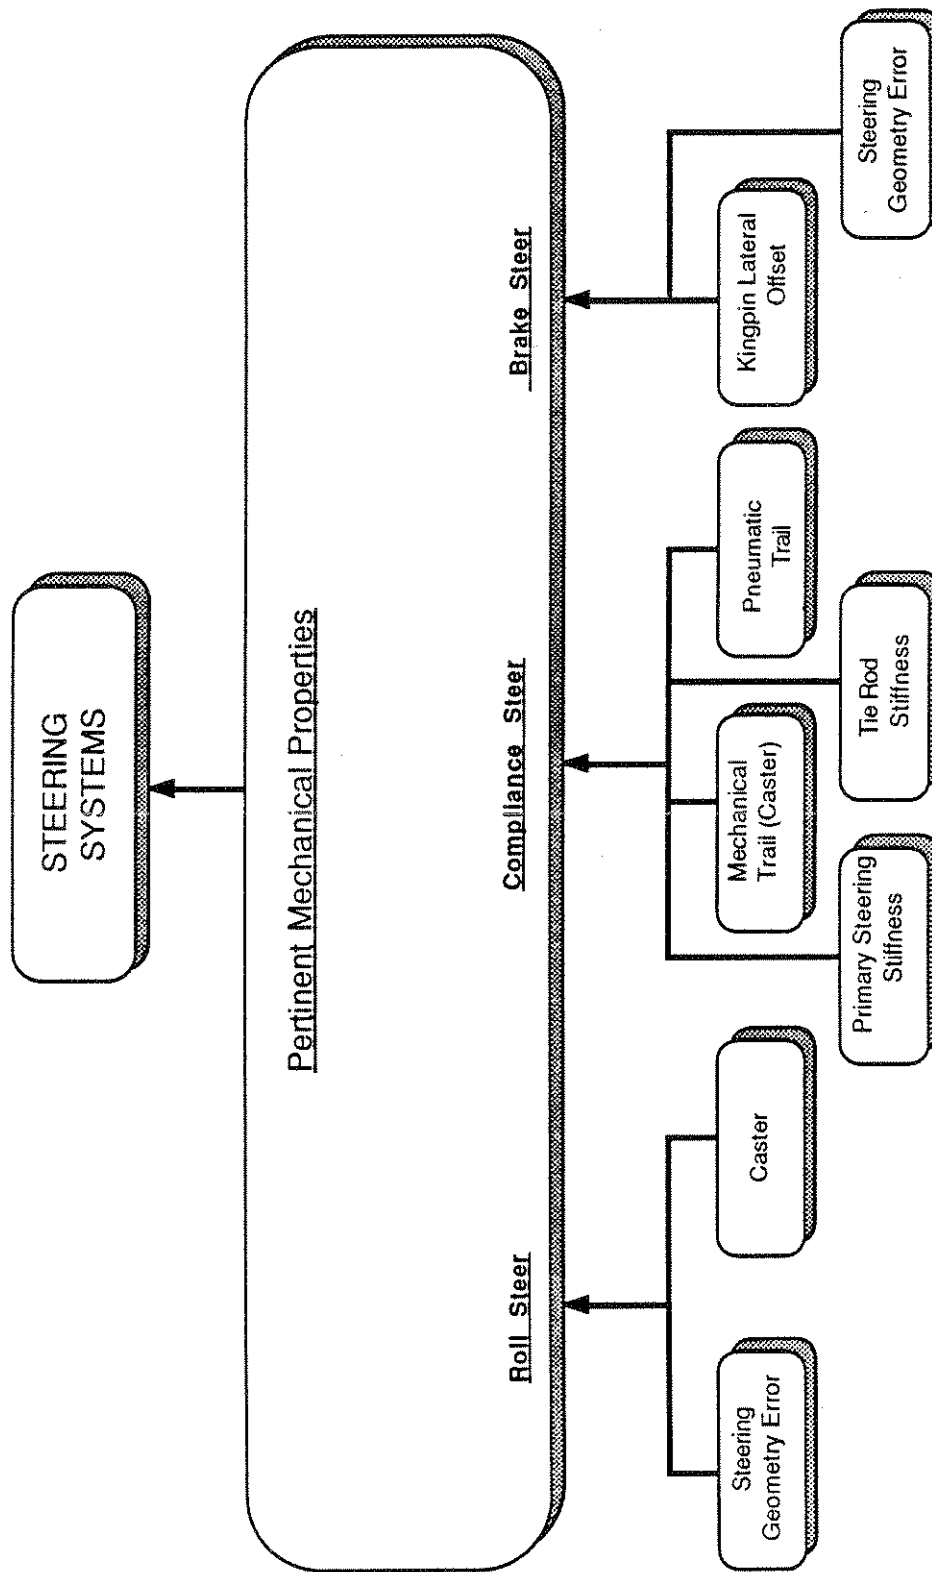 STEERING
SYSTEMS
Pertinent Mechanical Properties
Roll Steer
Compliance Steer
Brake Steer
Steering
Geometry Error
Caster
Primary Steering
Stiffness
Mechanical
Trail (Caster)
Tie Rod
Stiffness
Pneumatic
Trail
Kingpin Lateral
Offset
Steering
Geometry Error